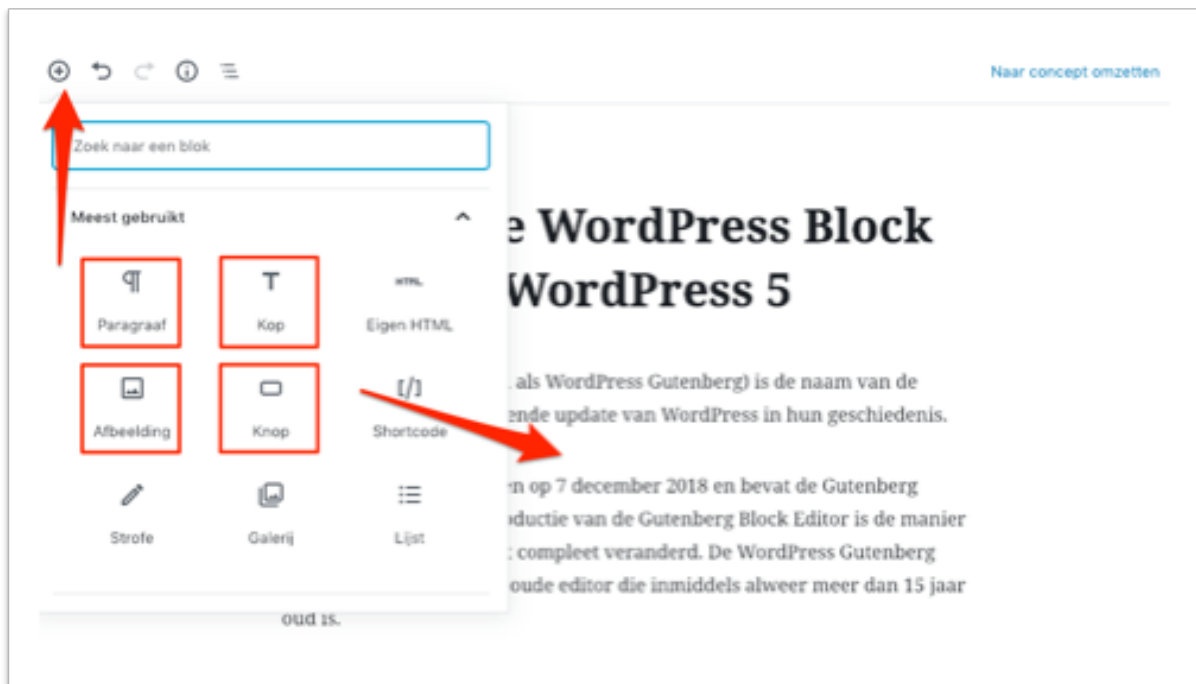 Naar concept omzetten
Zoek naar een blok
Meest gebruikt
e WordPress Block
WordPress 5
Paragraaf
Kop
HTML
Eigen HTML
als WordPress Gutenberg) is de naam van de
ende update van WordPress in hun geschiedenis.
Afbeelding
Knop
[/]
Shortcode
en op 7 december 2018 en bevat de Gutenberg
oductie van de Gutenberg Block Editor is de manier
compleet veranderd. De WordPress Gutenberg
oude editor die inmiddels alweer meer dan 15 jaar
oud is.
Strofe
Galerij
Lijst